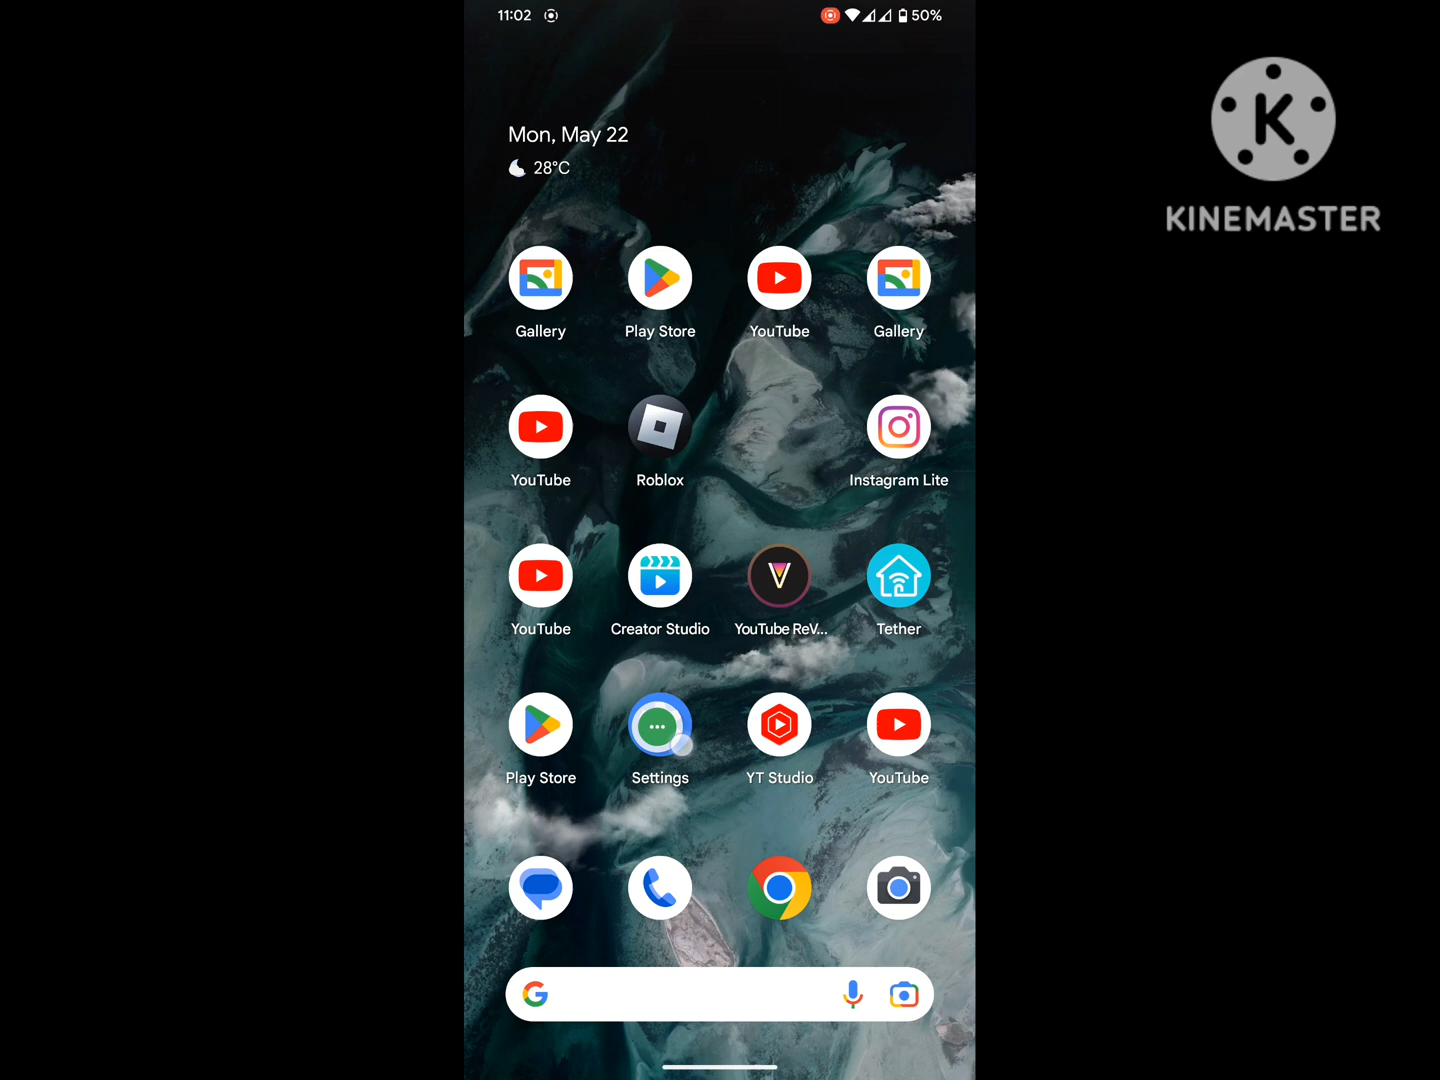 11:02
50%
KINEMASTER
Mon, May 22
28°C
Gallery
Play Store
YouTube
Gallery
YouTube
Roblox
Instagram Lite
YouTube
Creator Studio
YouTube ReV...
Tether
Play Store
Settings
YT Studio
YouTube